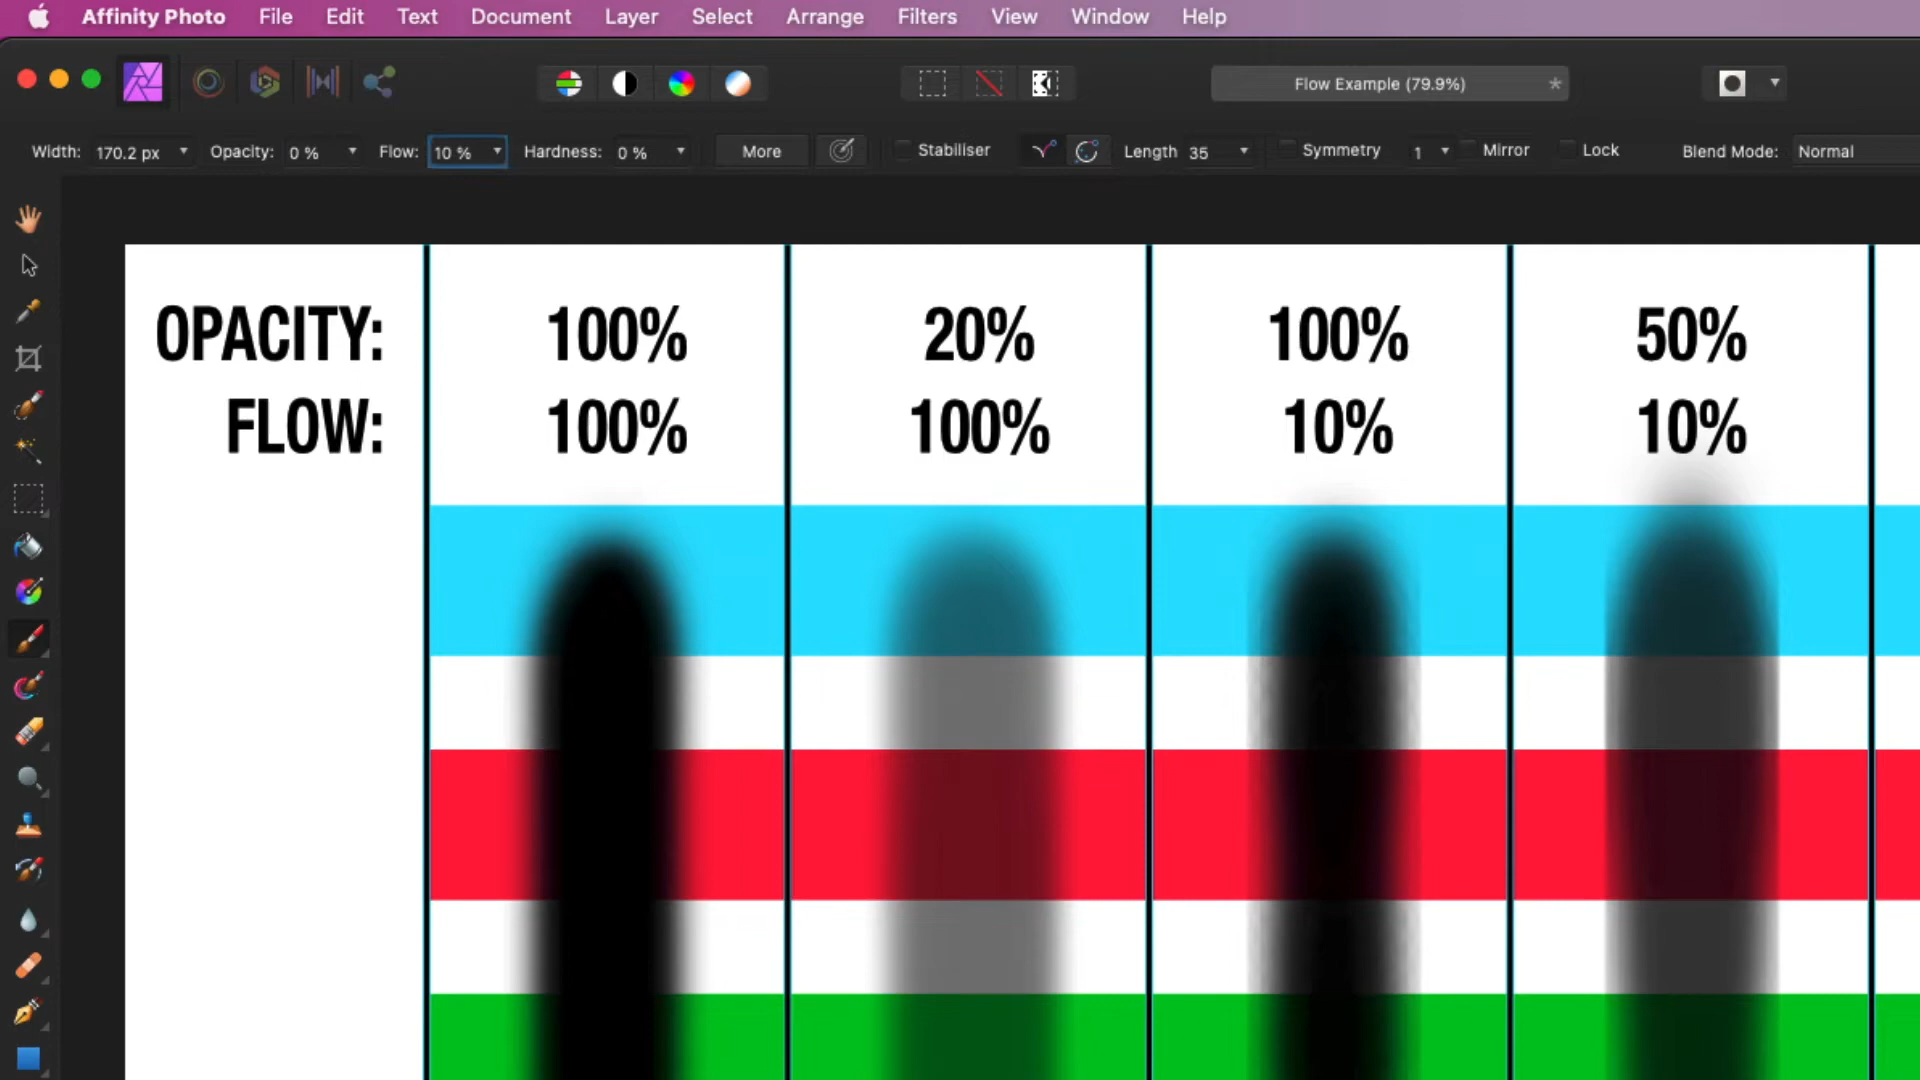 Affinity Photo File Edit Text Document Layer Select Arrange Filters View Window Help
Flow Example (79.9%)
Width: 170.2 px Opacity: 0 % Flow: 10 % Hardness: 0 % More Stabiliser Length 35 Symmetry 1 Mirror Lock Blend Mode: Normal
OPACITY: 100% 20% 100% 50%
FLOW: 100% 100% 10% 10%